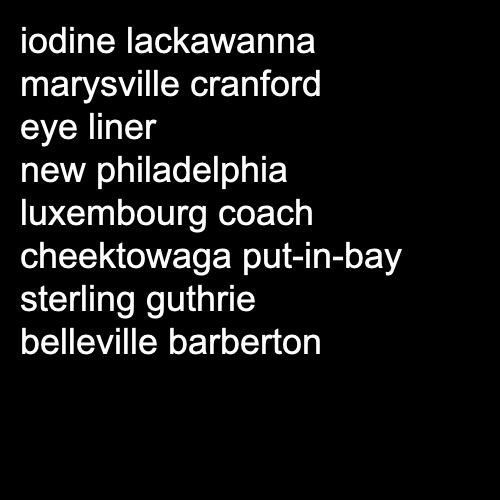 iodine lackawanna
marysville cranford
eye liner
new philadelphia
luxembourg coach
cheektowaga put-in-bay
sterling guthrie
belleville barberton